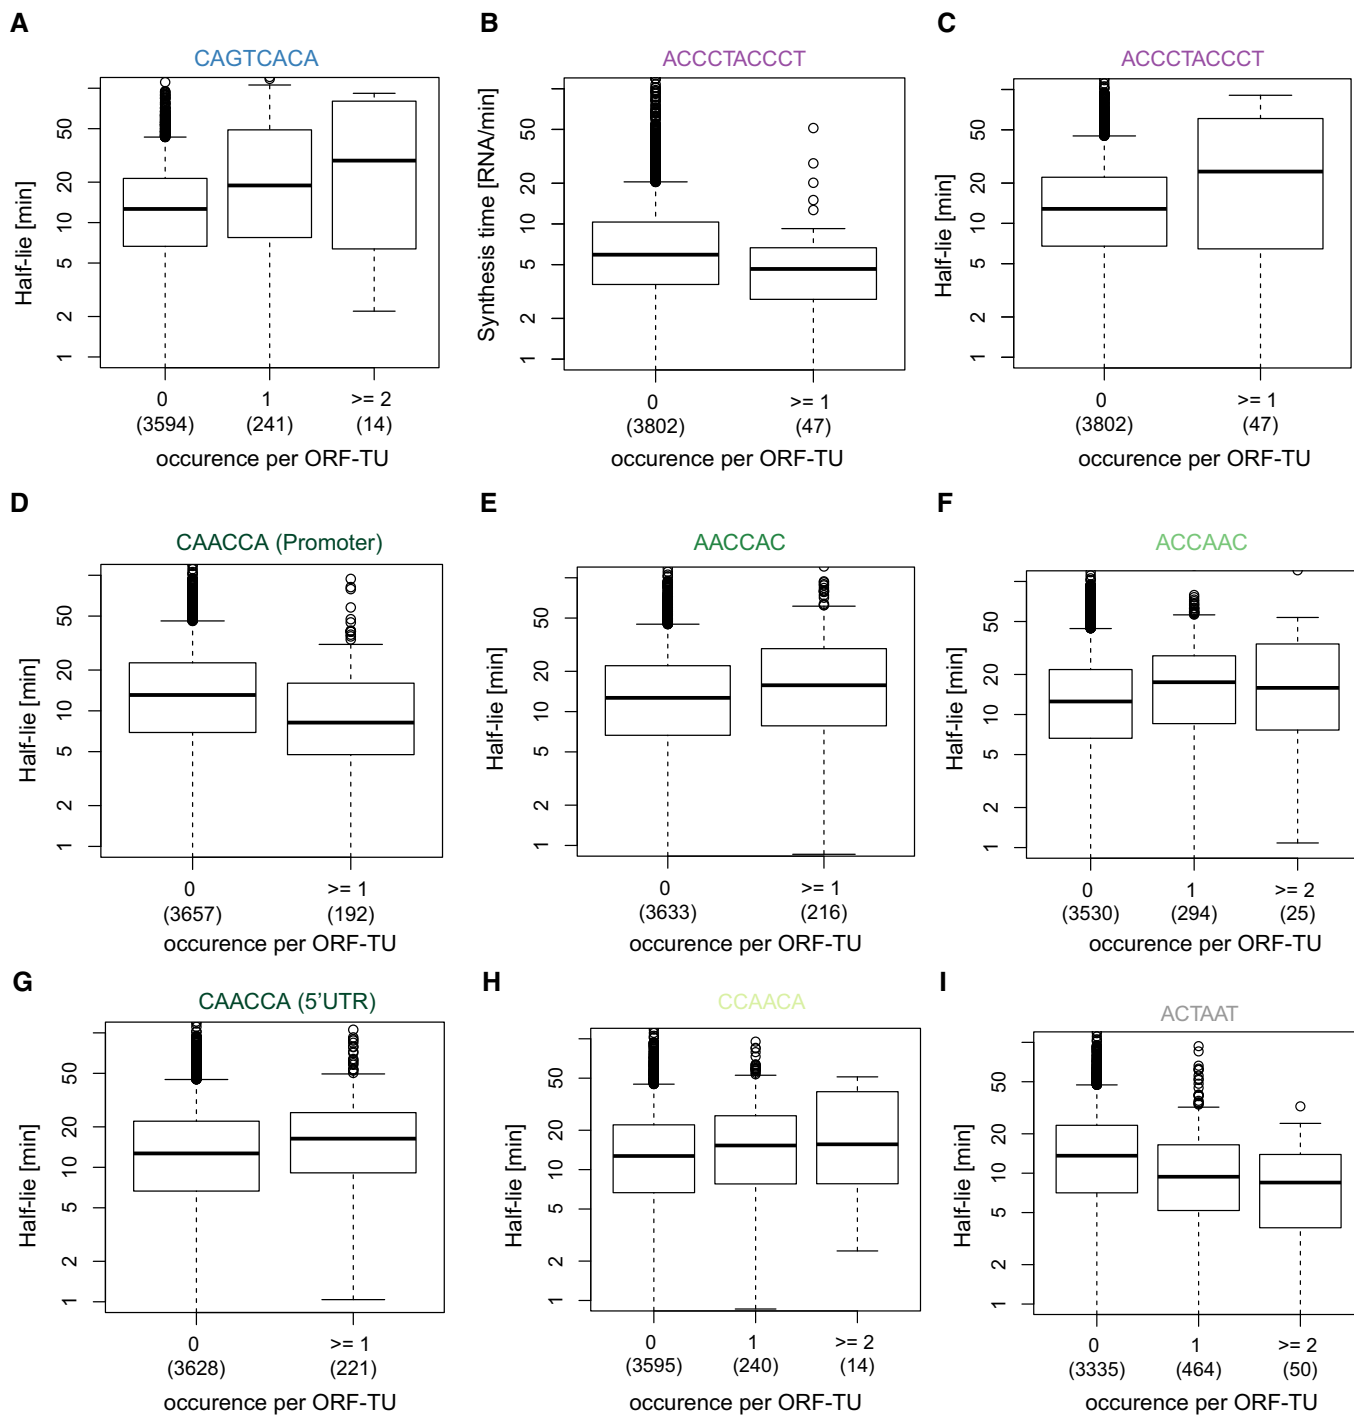 A
CAGTCACA
Half-lie [min]
50
20
10
5
2
1
0
1
>= 2
(3594)
(241)
(14)
occurence per ORF-TU
B
ACCCTACCCT
Synthesis time [RNA/min]
50
20
10
5
2
1
0
>= 1
(3802)
(47)
occurence per ORF-TU
C
ACCCTACCCT
Half-lie [min]
50
20
10
5
2
1
0
>= 1
(3802)
(47)
occurence per ORF-TU
D
CAACCA (Promoter)
Half-lie [min]
50
20
10
5
2
1
0
>= 1
(3657)
(192)
occurence per ORF-TU
E
AACCAC
Half-lie [min]
50
20
10
5
2
1
0
>= 1
(3633)
(216)
occurence per ORF-TU
F
ACCAAC
Half-lie [min]
50
20
10
5
2
1
0
1
>= 2
(3530)
(294)
(25)
occurence per ORF-TU
G
CAACCA (5'UTR)
Half-lie [min]
50
20
10
5
2
1
0
>= 1
(3628)
(221)
occurence per ORF-TU
H
CCAACA
Half-lie [min]
50
20
10
5
2
1
0
1
>= 2
(3595)
(240)
(14)
occurence per ORF-TU
I
ACTAAT
Half-lie [min]
50
20
10
5
2
1
0
1
>= 2
(3335)
(464)
(50)
occurence per ORF-TU